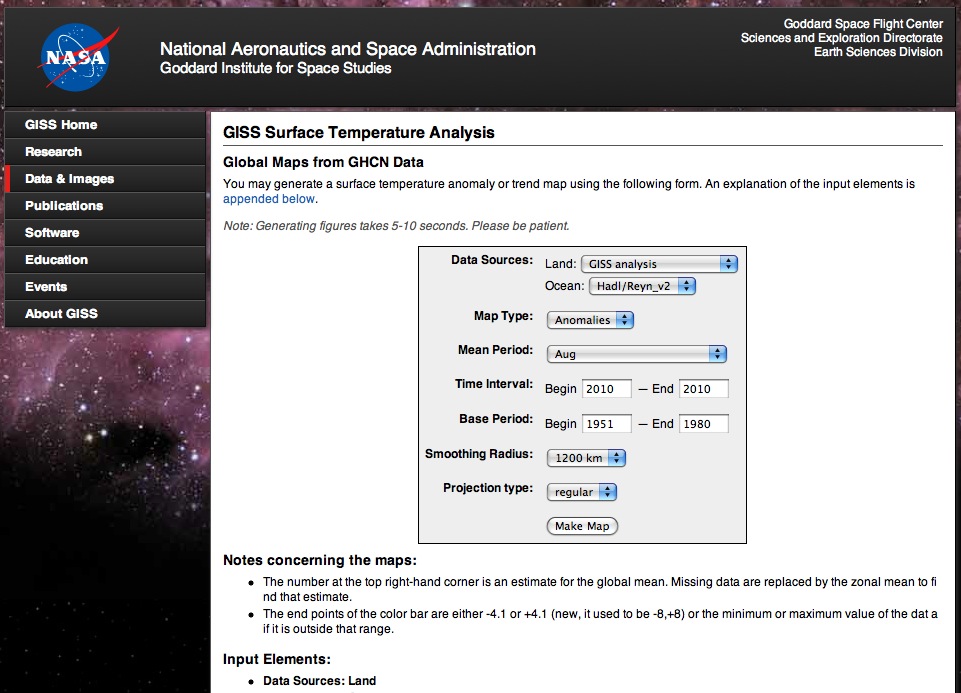 NASA
National Aeronautics and Space Administration
Goddard Institute for Space Studies
Goddard Space Flight Center
Sciences and Exploration Directorate
Earth Sciences Division
GISS Home
Research
Data & Images
Publications
Software
Education
Events
About GISS
GISS Surface Temperature Analysis
Global Maps from GHCN Data
You may generate a surface temperature anomaly or trend map using the following form. An explanation of the input elements is
appended below.
Note: Generating figures takes 5-10 seconds. Please be patient.
Data Sources: Land: GISS analysis
Ocean: Hadl/Reyn_v2
Map Type: Anomalies
Mean Period: Aug
Time Interval: Begin 2010 — End 2010
Base Period: Begin 1951 — End 1980
Smoothing Radius: 1200 km
Projection type: regular
Make Map
Notes concerning the maps:
• The number at the top right-hand corner is an estimate for the global mean. Missing data are replaced by the zonal mean to fi
nd that estimate.
• The end points of the color bar are either -4.1 or +4.1 (new, it used to be -8,+8) or the minimum or maximum value of the dat a
if it is outside that range.
Input Elements:
• Data Sources: Land